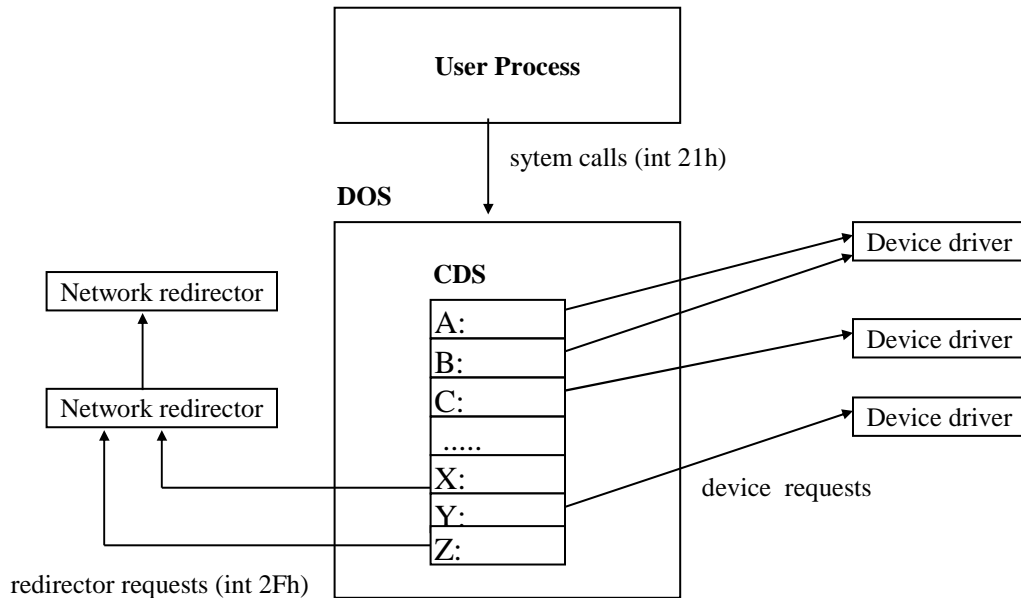 User Process
sytem calls (int 21h)
DOS
Device driver
CDS
Network redirector
A:
Device driver
B:
Network redirector
C:
Device driver
.....
X:
device requests
Y:
Z:
redirector requests (int 2Fh)